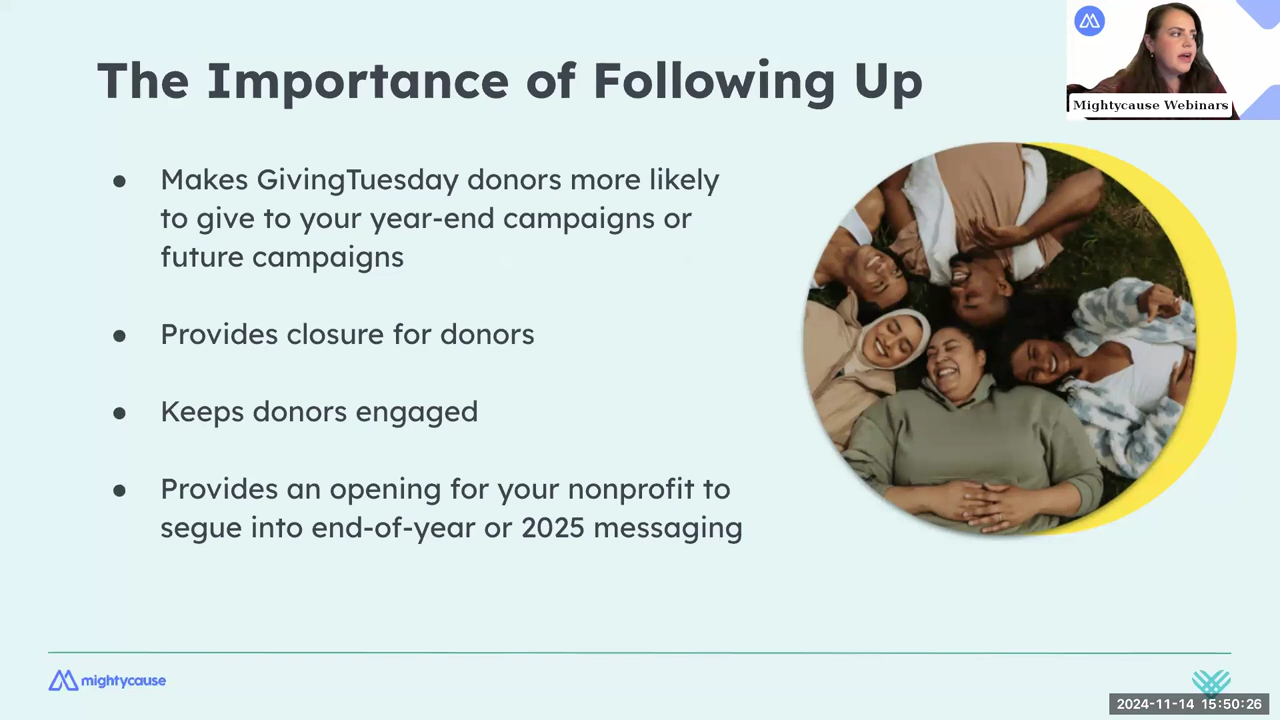 The Importance of Following Up
Mightycause Webinars
● Makes GivingTuesday donors more likely
to give to your year-end campaigns or
future campaigns
● Provides closure for donors
● Keeps donors engaged
● Provides an opening for your nonprofit to
segue into end-of-year or 2025 messaging
mightycause
2024-11-14 15:50:26